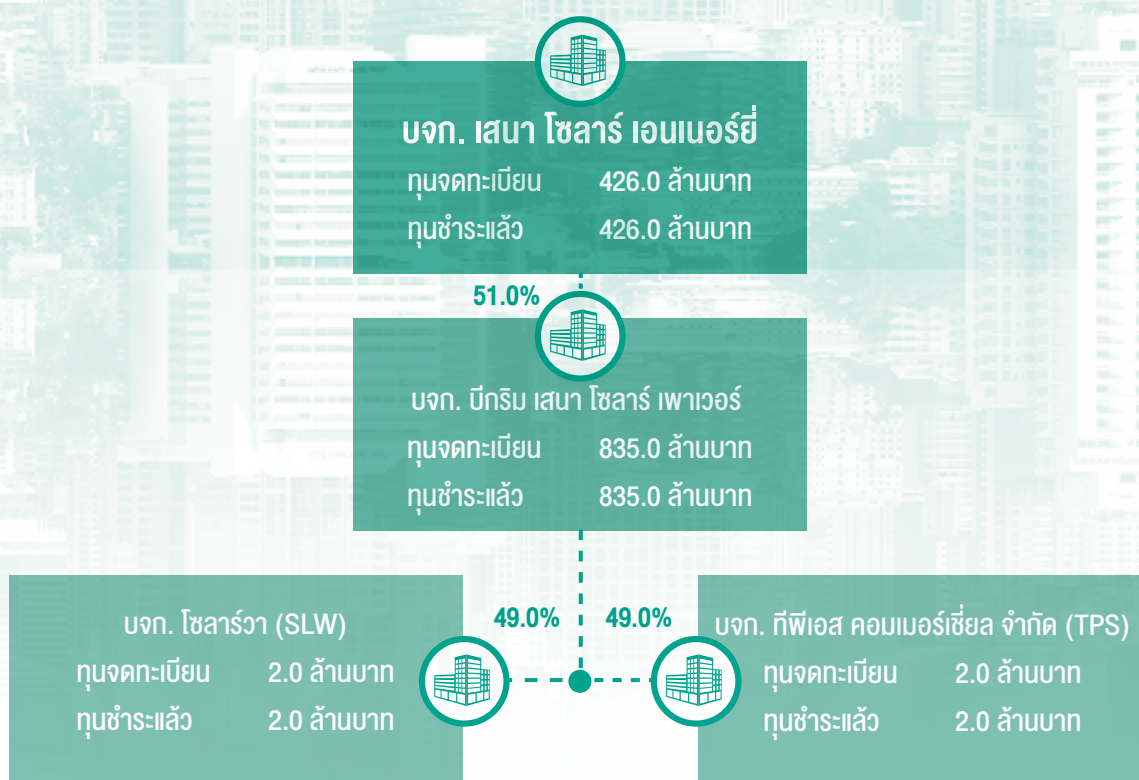 บจก. เสนา โซลาร์ เอนเนอร์ยี่
ทุนจดทะเบียน 426.0 ล้านบาท
ทุนชำระแล้ว 426.0 ล้านบาท
51.0%
บจก. บีกริม เสนา โซลาร์ เพาเวอร์
ทุนจดทะเบียน 835.0 ล้านบาท
ทุนชำระแล้ว 835.0 ล้านบาท
49.0% 49.0%
บจก. โซลาร์วา (SLW)
ทุนจดทะเบียน 2.0 ล้านบาท
ทุนชำระแล้ว 2.0 ล้านบาท
บจก. ทีพีเอส คอมเมอร์เชี่ยล จำกัด (TPS)
ทุนจดทะเบียน 2.0 ล้านบาท
ทุนชำระแล้ว 2.0 ล้านบาท